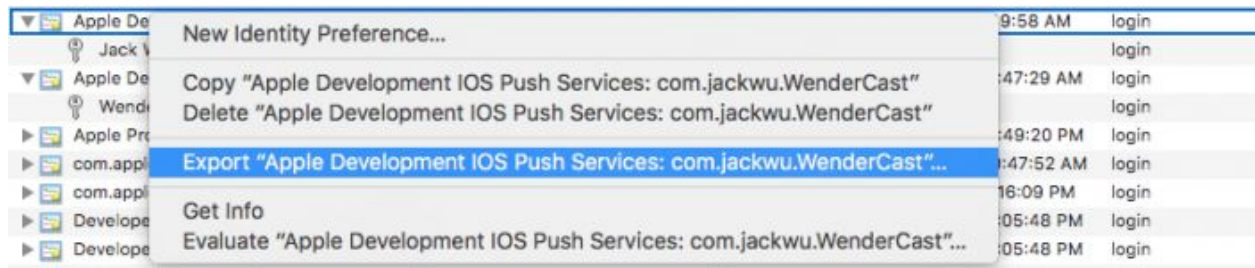 Apple De 9:58 AM login
New Identity Preference...
Jack login
Apple De :47:29 AM login
Copy "Apple Development IOS Push Services: com.jackwu.WenderCast"
Wende login
Delete "Apple Development IOS Push Services: com.jackwu.WenderCast"
Apple Pro :49:20 PM login
com.appl :47:52 AM login
Export "Apple Development IOS Push Services: com.jackwu.WenderCast"...
com.appl 16:09 PM login
Develope :05:48 PM login
Get Info
Develope :05:48 PM login
Evaluate "Apple Development IOS Push Services: com.jackwu.WenderCast"...